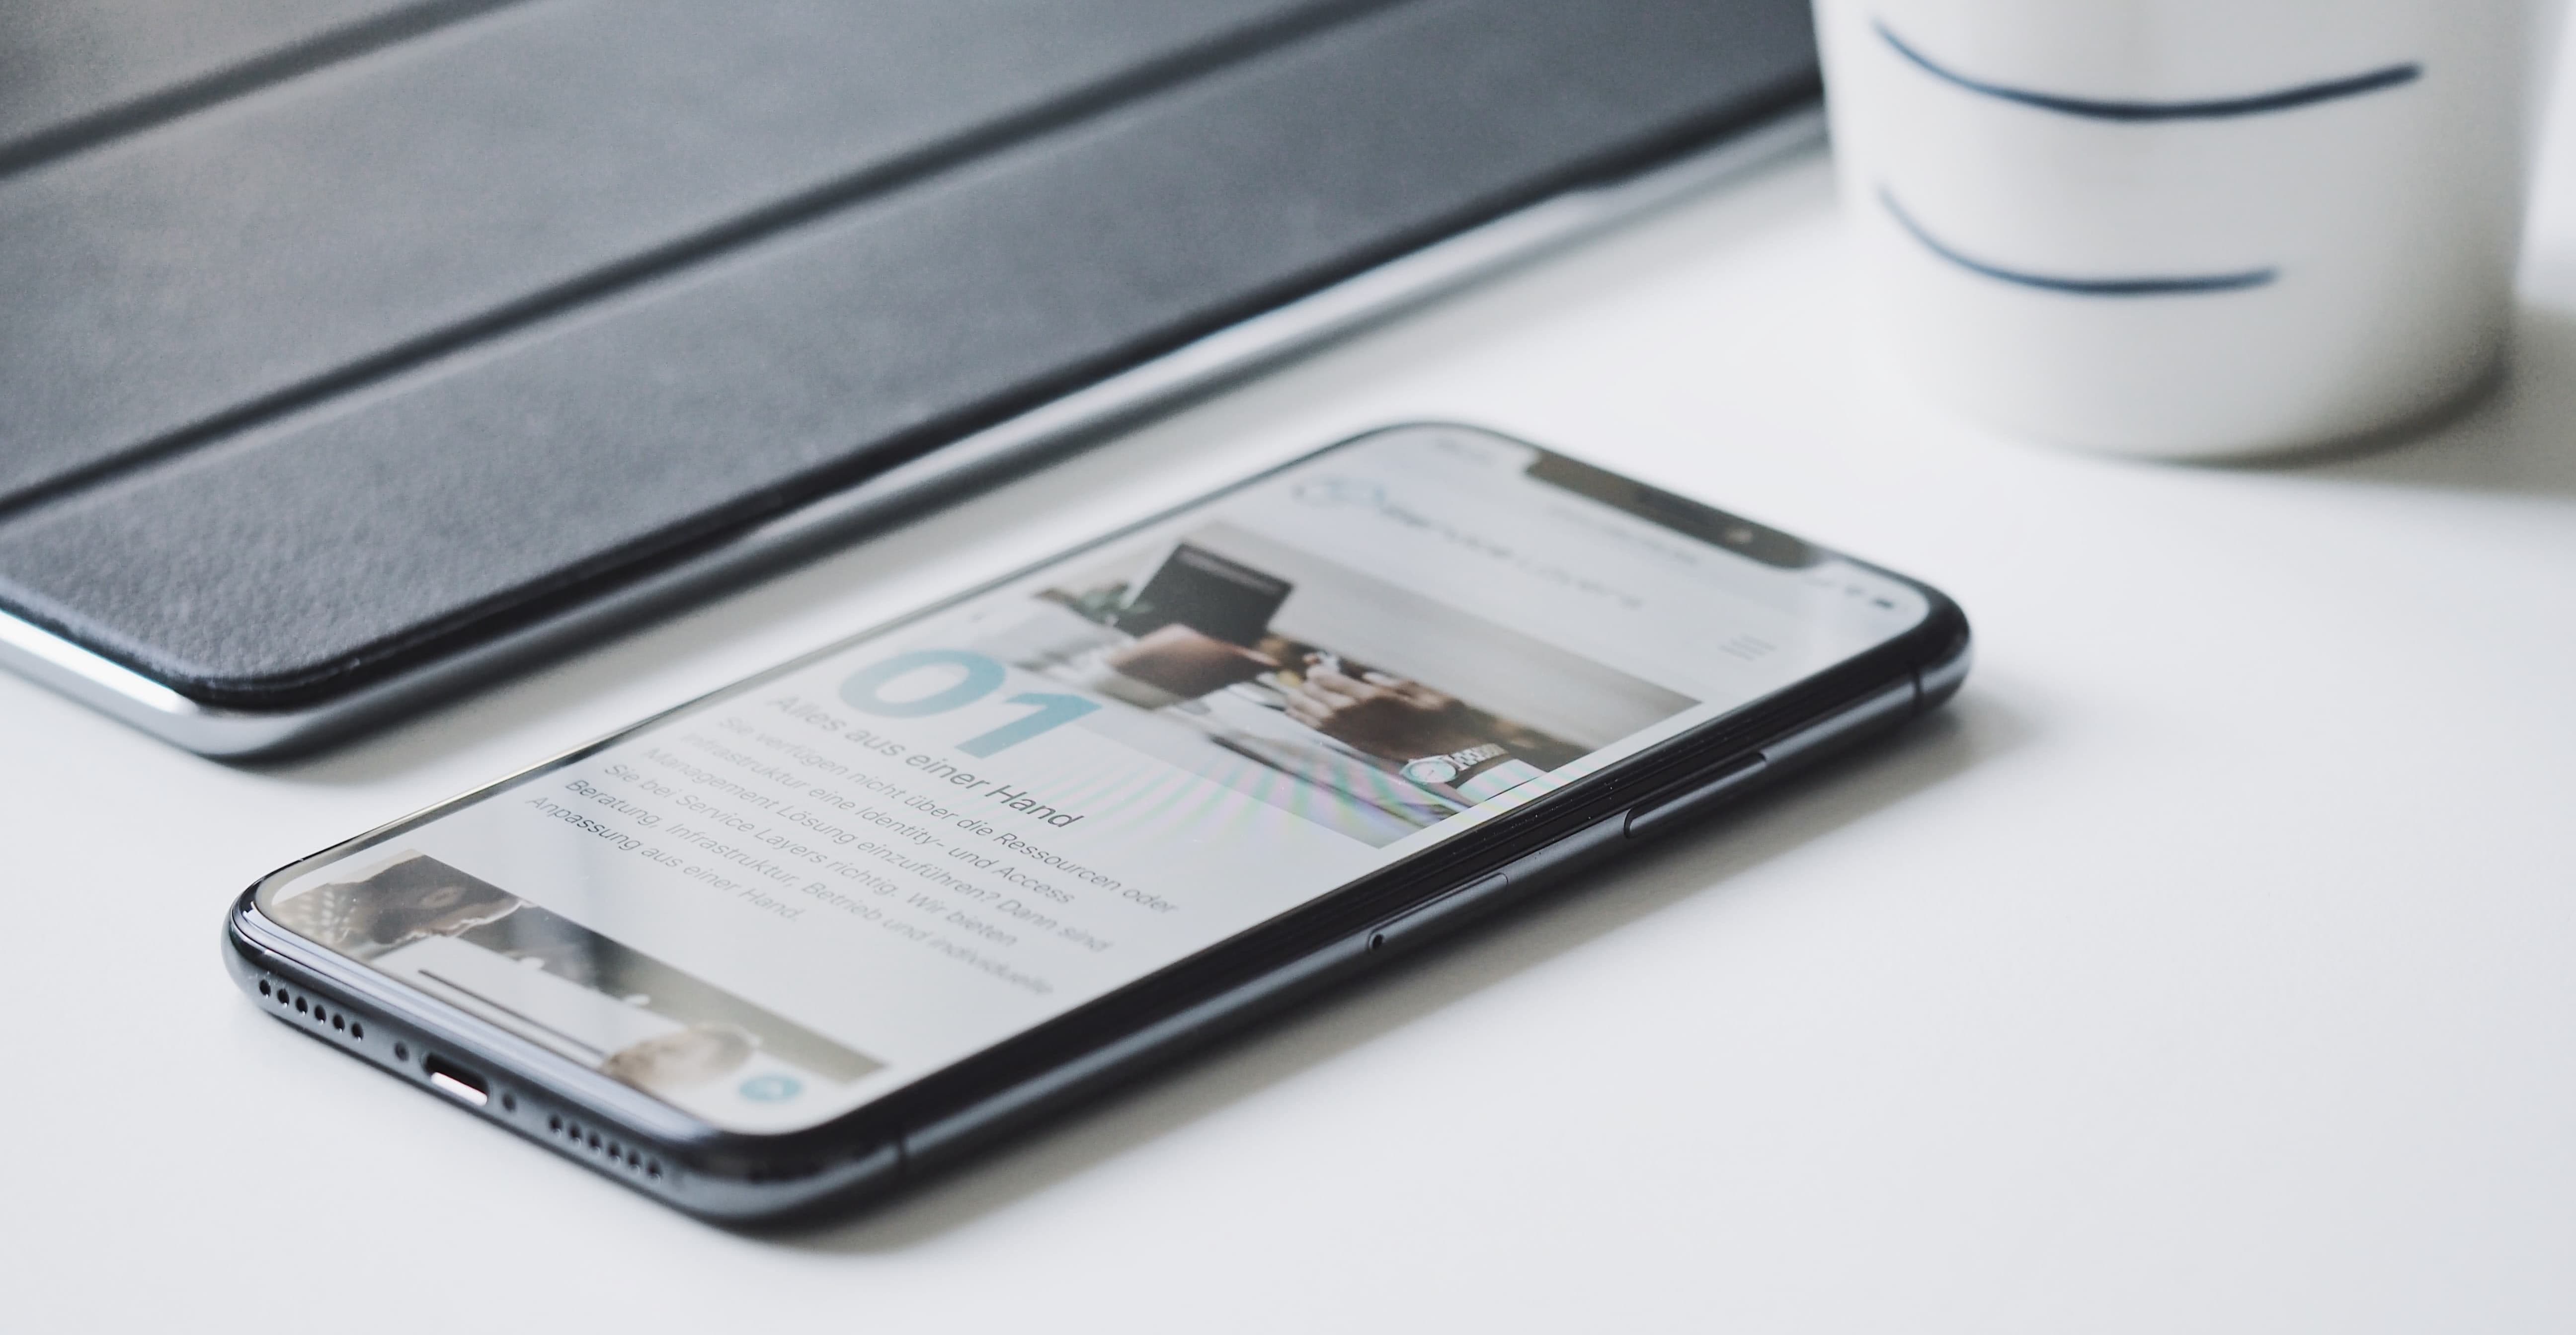 Service Layers
01
Alles aus einer Hand
Sie verfügen nicht über die Ressourcen oder
Infrastruktur eine Identity- und Access
Management Lösung einzuführen? Dann sind
Sie bei Service Layers richtig. Wir bieten
Beratung, Infrastruktur, Betrieb und individuelle
Anpassung aus einer Hand.